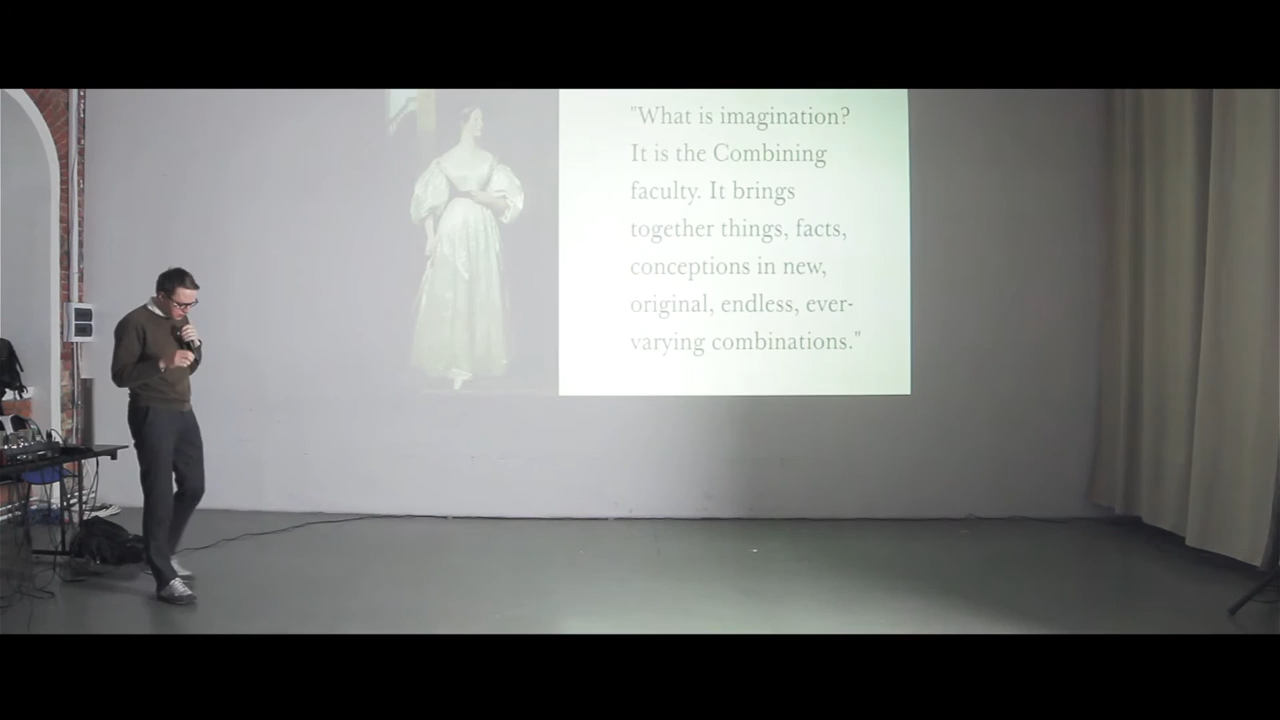 "What is imagination?
It is the Combining
faculty. It brings
together things, facts,
conceptions in new,
original, endless, ever-
varying combinations."